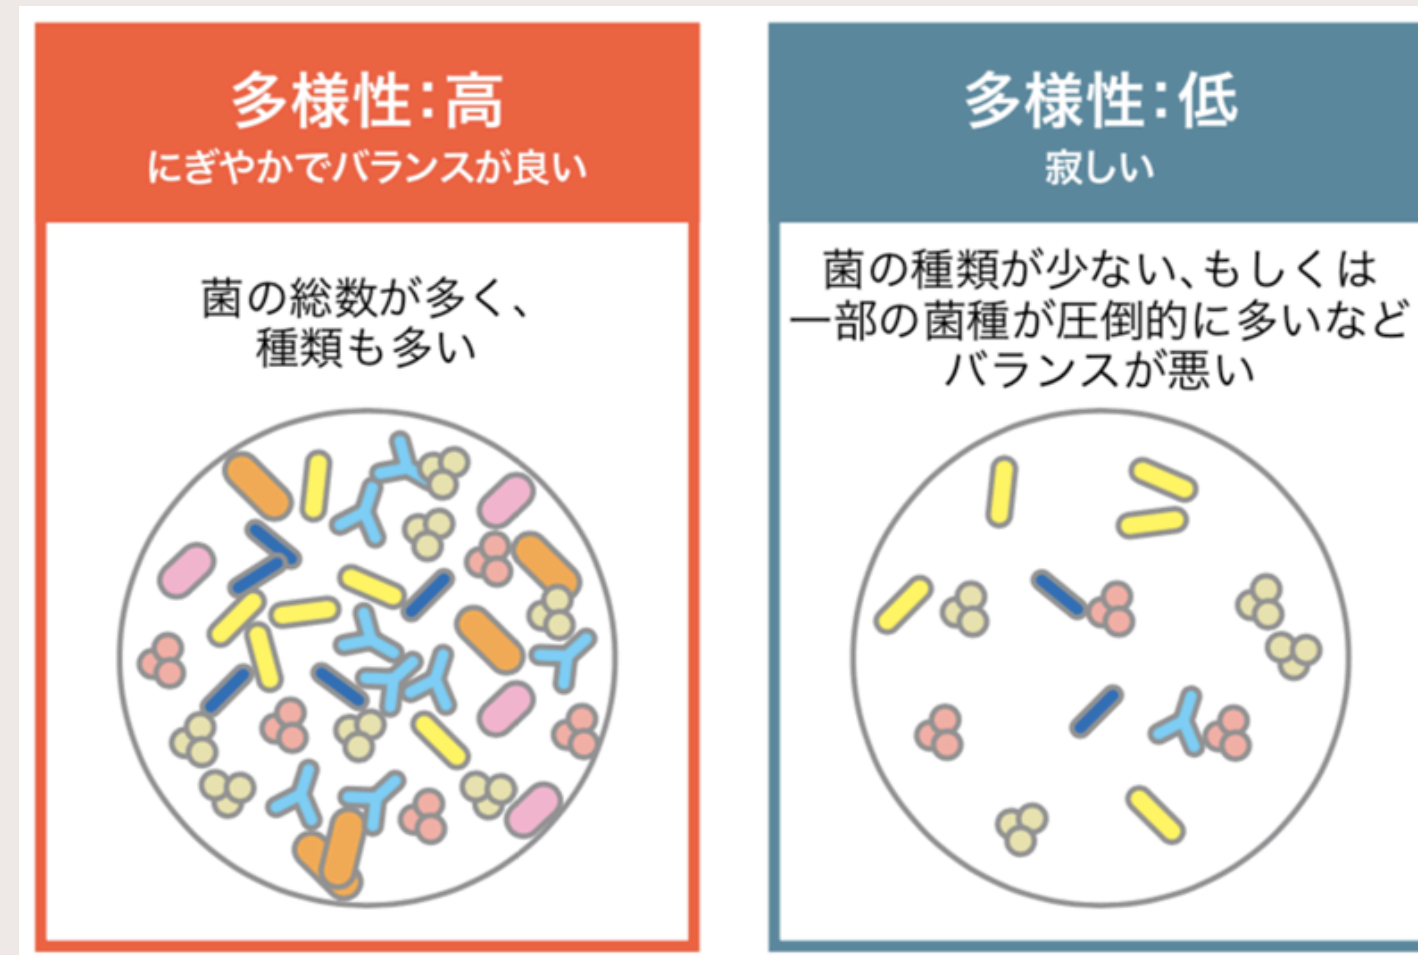 多様性:高
にぎやかでバランスが良い
菌の総数が多く、
種類も多い
多様性:低
寂しい
菌の種類が少ない、もしくは
一部の菌種が圧倒的に多いなど
バランスが悪い